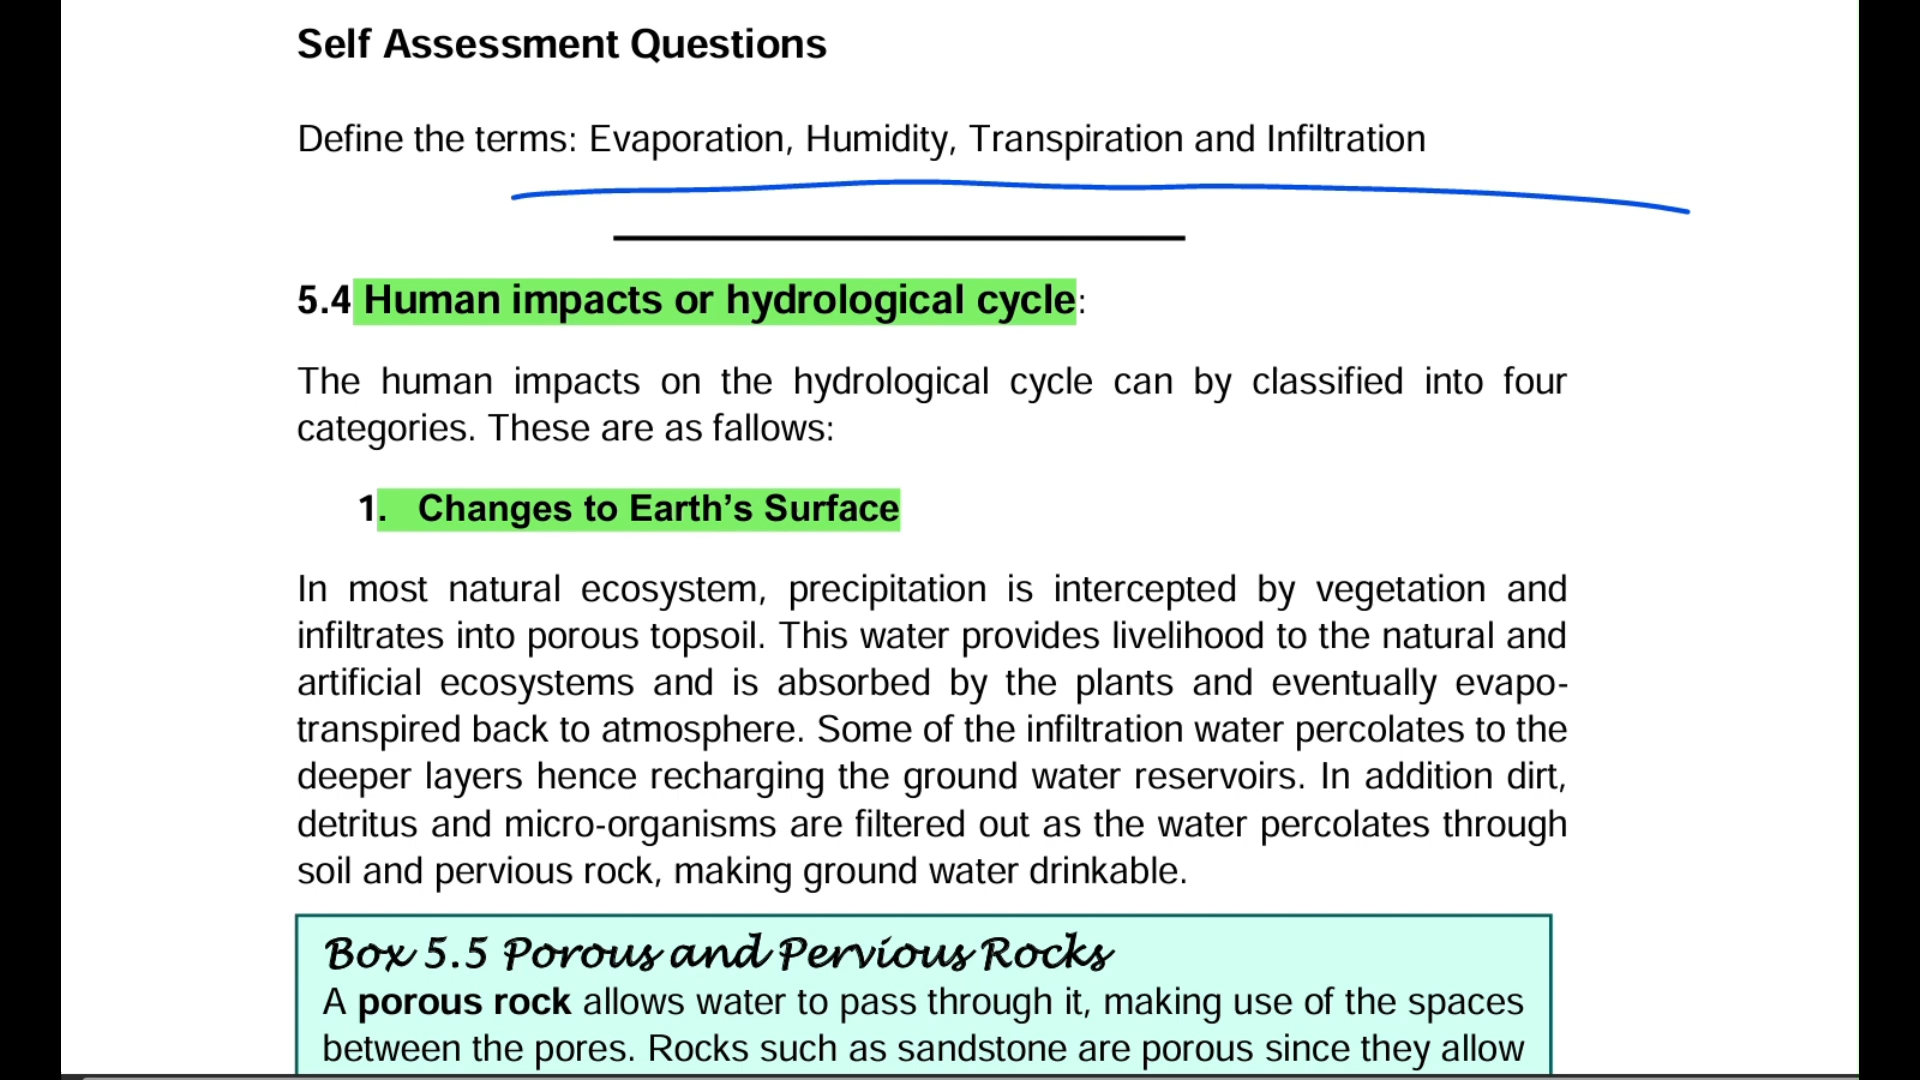 Self Assessment Questions
Define the terms: Evaporation, Humidity, Transpiration and Infiltration
5.4 Human impacts or hydrological cycle:
The human impacts on the hydrological cycle can by classified into four
categories. These are as fallows:
1. Changes to Earth’s Surface
In most natural ecosystem, precipitation is intercepted by vegetation and
infiltrates into porous topsoil. This water provides livelihood to the natural and
artificial ecosystems and is absorbed by the plants and eventually evapo-
transpired back to atmosphere. Some of the infiltration water percolates to the
deeper layers hence recharging the ground water reservoirs. In addition dirt,
detritus and micro-organisms are filtered out as the water percolates through
soil and pervious rock, making ground water drinkable.
Box 5.5 Porous and Pervious Rocks
A porous rock allows water to pass through it, making use of the spaces
between the pores. Rocks such as sandstone are porous since they allow